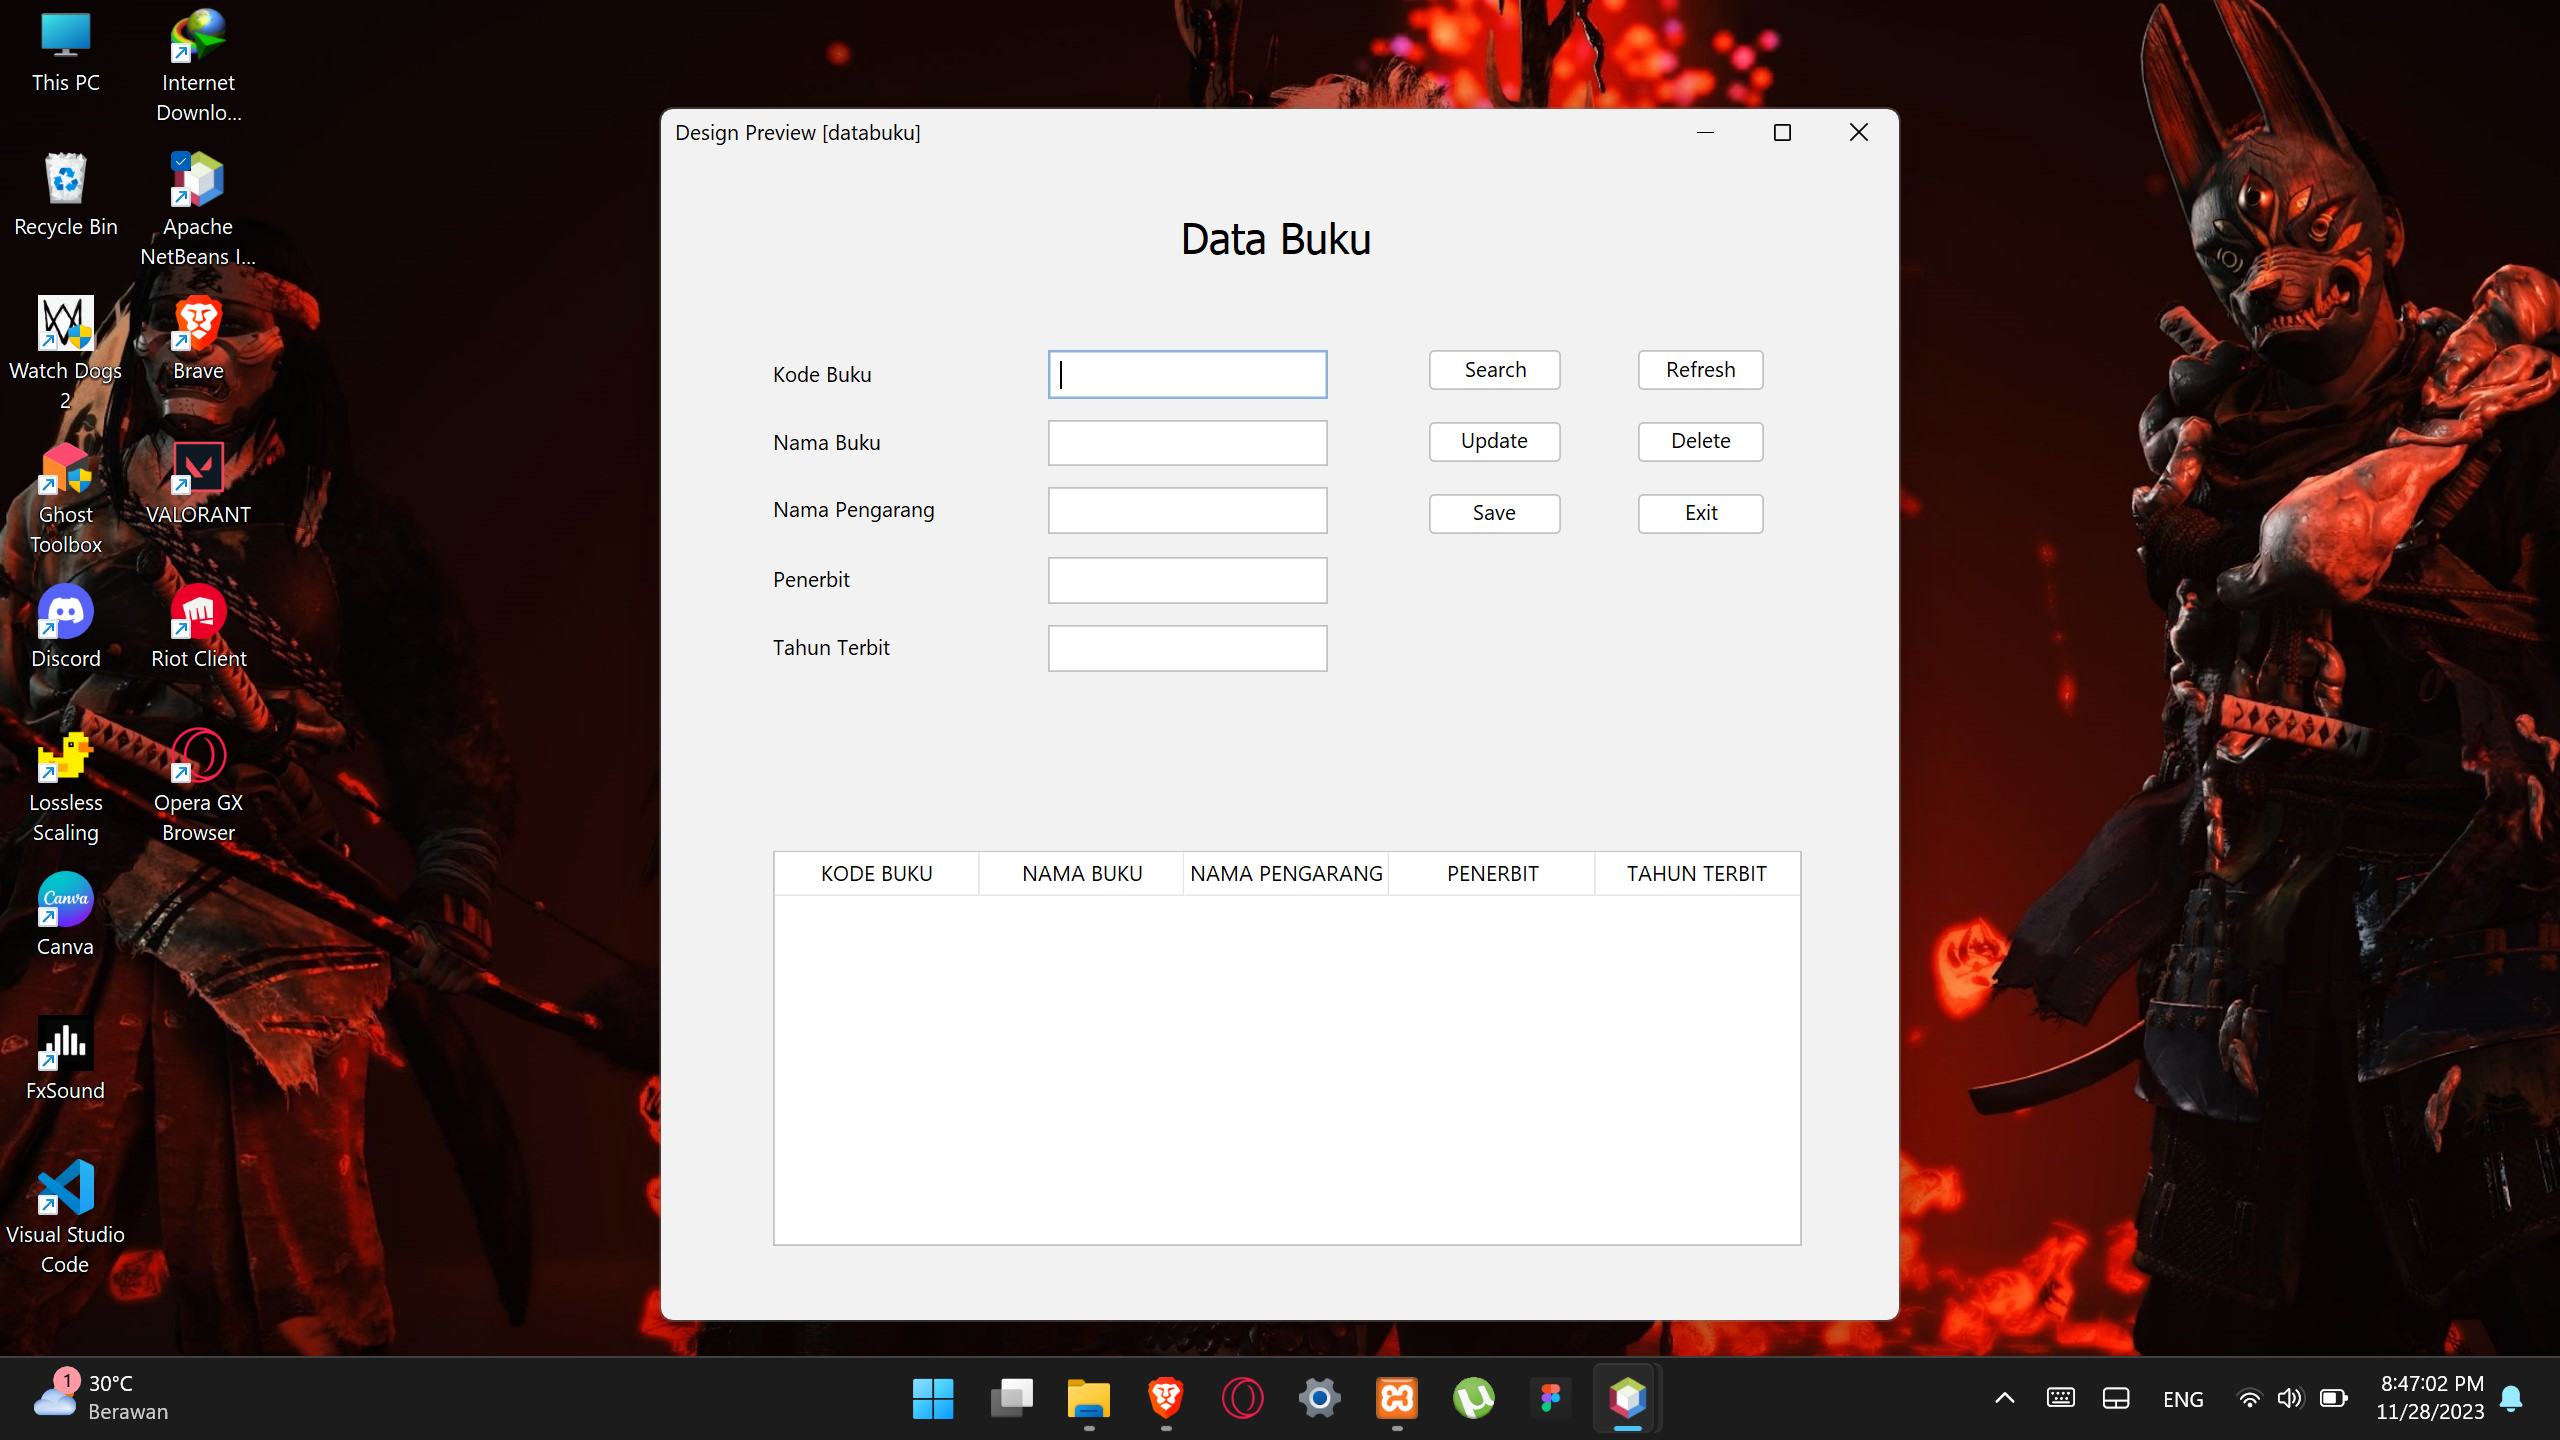 This PC
Internet
Downlo...
Recycle Bin
Apache
NetBeans I...
Watch Dogs
2
Brave
Ghost
Toolbox
VALORANT
Discord
Riot Client
Lossless
Scaling
Opera GX
Browser
Canva
Canva
FxSound
Visual Studio
Code
Design Preview [databuku]
Data Buku
Kode Buku
Search
Refresh
Nama Buku
Update
Delete
Nama Pengarang
Save
Exit
Penerbit
Tahun Terbit
KODE BUKU
NAMA BUKU
NAMA PENGARANG
PENERBIT
TAHUN TERBIT
1
30°C
Berawan
ENG
8:47:02 PM
11/28/2023